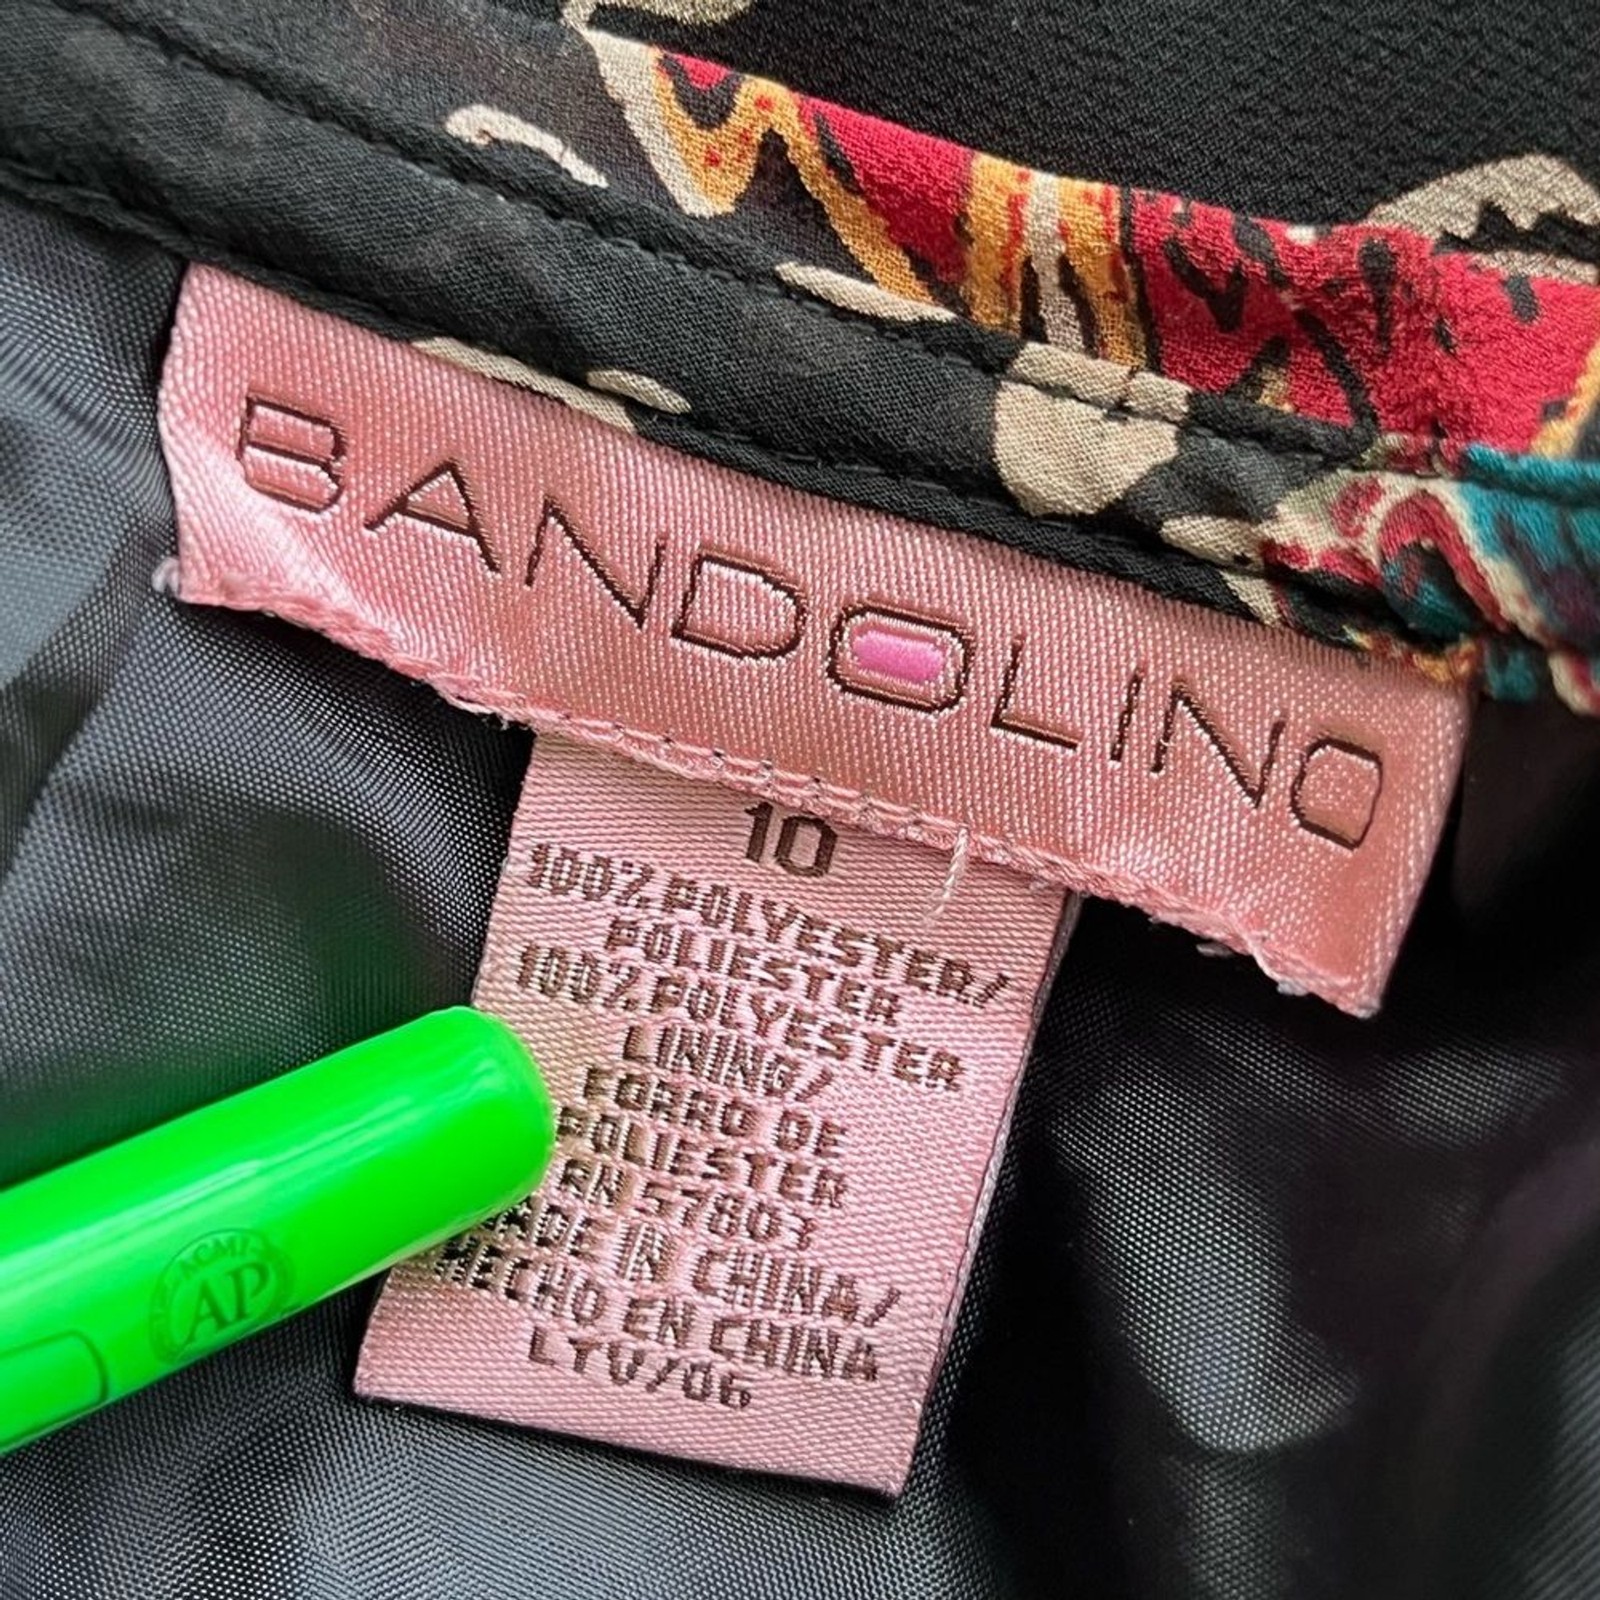 BANDOLINO
10
100% POLYESTER/
POLIESTER
100% POLYESTER
LINING/
FORRO DE
POLIESTER
RN 57803
MADE IN CHINA/
HECHO EN CHINA
LTV/06
ACMI
AP